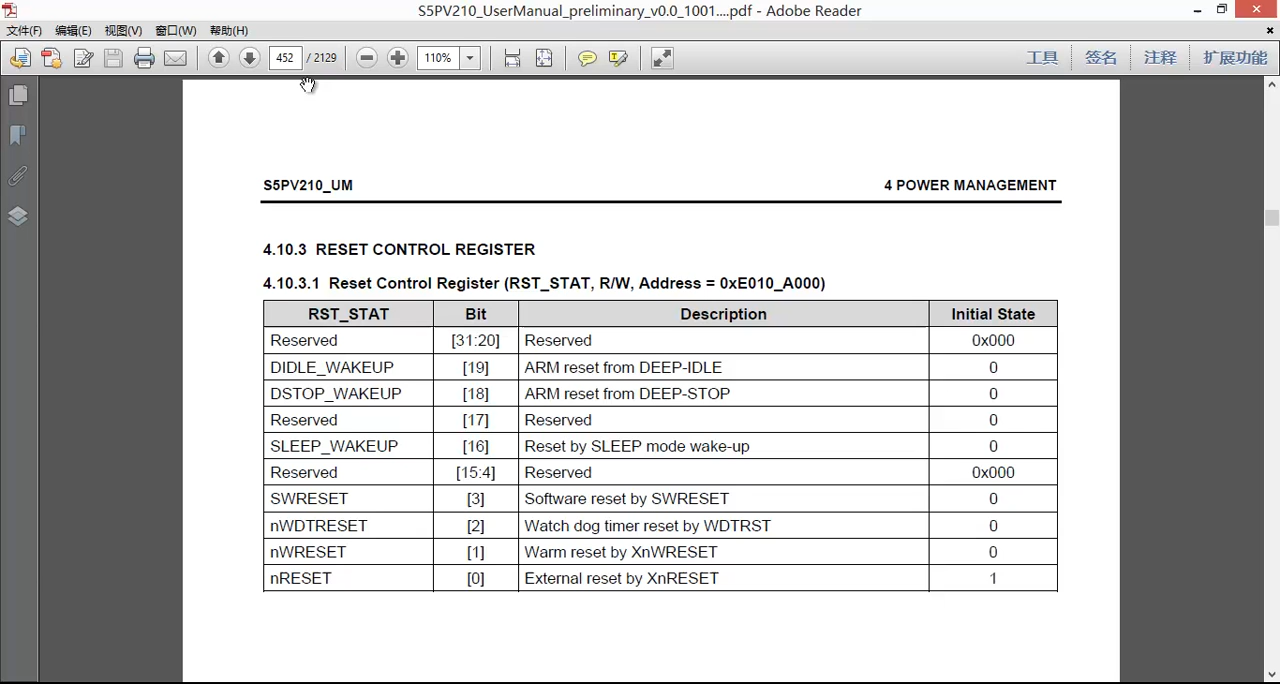 S5PV210_UserManual_preliminary_v0.0_1001....pdf - Adobe Reader
文件(F) 编辑(E) 视图(V) 窗口(W) 帮助(H)
452 / 2129 110% 工具 签名 注释 扩展功能
S5PV210_UM 4 POWER MANAGEMENT
4.10.3 RESET CONTROL REGISTER
4.10.3.1 Reset Control Register (RST_STAT, R/W, Address = 0xE010_A000)
RST_STAT Bit Description Initial State
Reserved [31:20] Reserved 0x000
DIDLE_WAKEUP [19] ARM reset from DEEP-IDLE 0
DSTOP_WAKEUP [18] ARM reset from DEEP-STOP 0
Reserved [17] Reserved 0
SLEEP_WAKEUP [16] Reset by SLEEP mode wake-up 0
Reserved [15:4] Reserved 0x000
SWRESET [3] Software reset by SWRESET 0
nWDTRESET [2] Watch dog timer reset by WDTRST 0
nWRESET [1] Warm reset by XnWRESET 0
nRESET [0] External reset by XnRESET 1